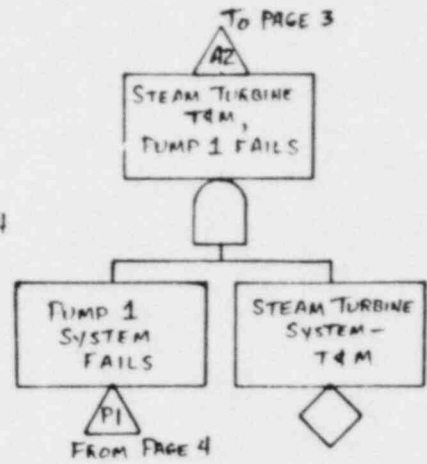 TO PAGE 3
A2
STEAM TURBINE
T&M,
PUMP 1 FAILS
PUMP 1
SYSTEM
FAILS
STEAM TURBINE
SYSTEM –
T&M
P1
FROM PAGE 4